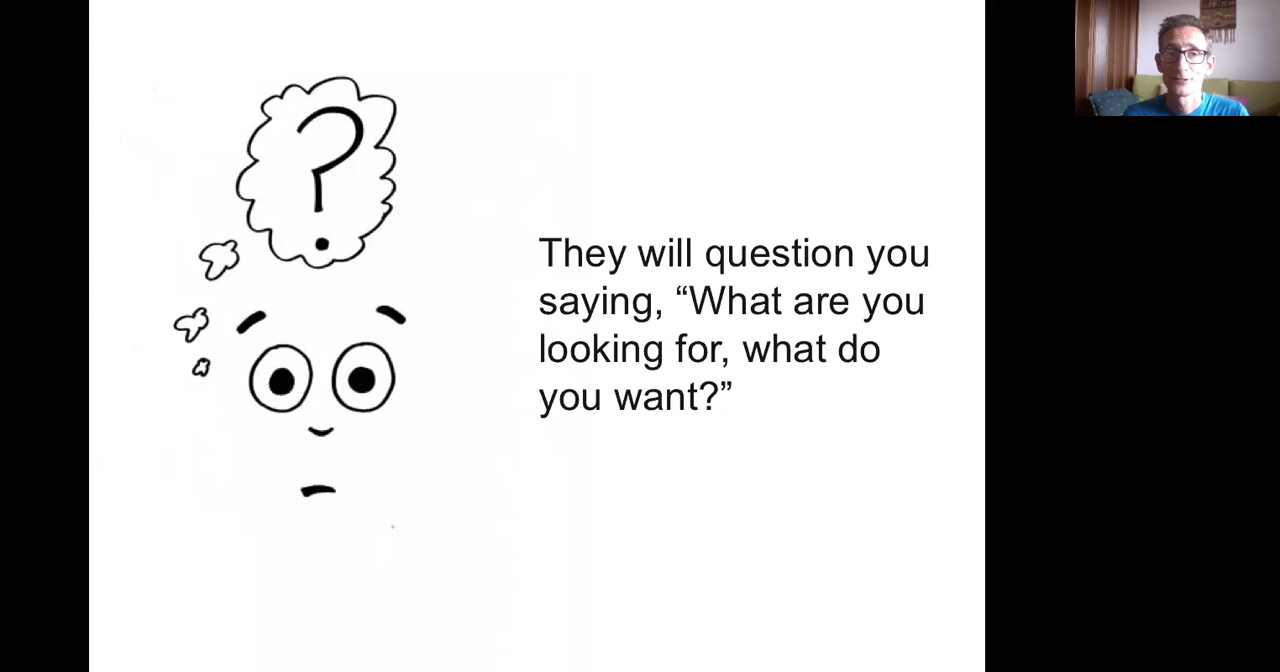 ?
They will question you
saying, “What are you
looking for, what do
you want?”